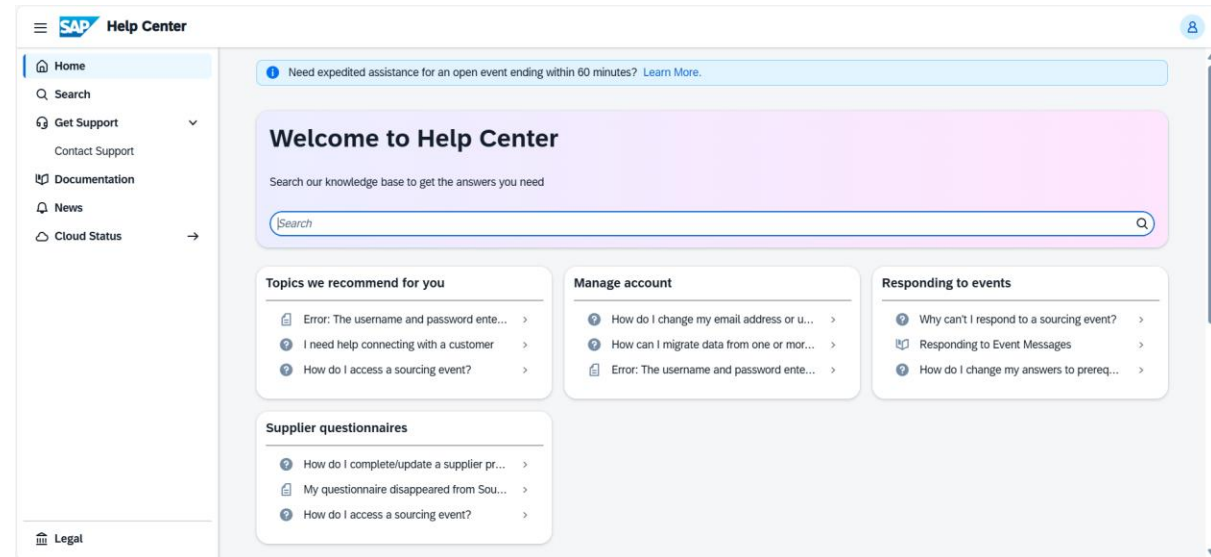 SAP Help Center
Home
Search
Get Support
Contact Support
Documentation
News
Cloud Status
Legal
Need expedited assistance for an open event ending within 60 minutes? Learn More.
Welcome to Help Center
Search our knowledge base to get the answers you need
Search
Topics we recommend for you
Error: The username and password ente...
I need help connecting with a customer
How do I access a sourcing event?
Manage account
How do I change my email address or u...
How can I migrate data from one or mor...
Error: The username and password ente...
Responding to events
Why can't I respond to a sourcing event?
Responding to Event Messages
How do I change my answers to prereq...
Supplier questionnaires
How do I complete/update a supplier pr...
My questionnaire disappeared from Sou...
How do I access a sourcing event?